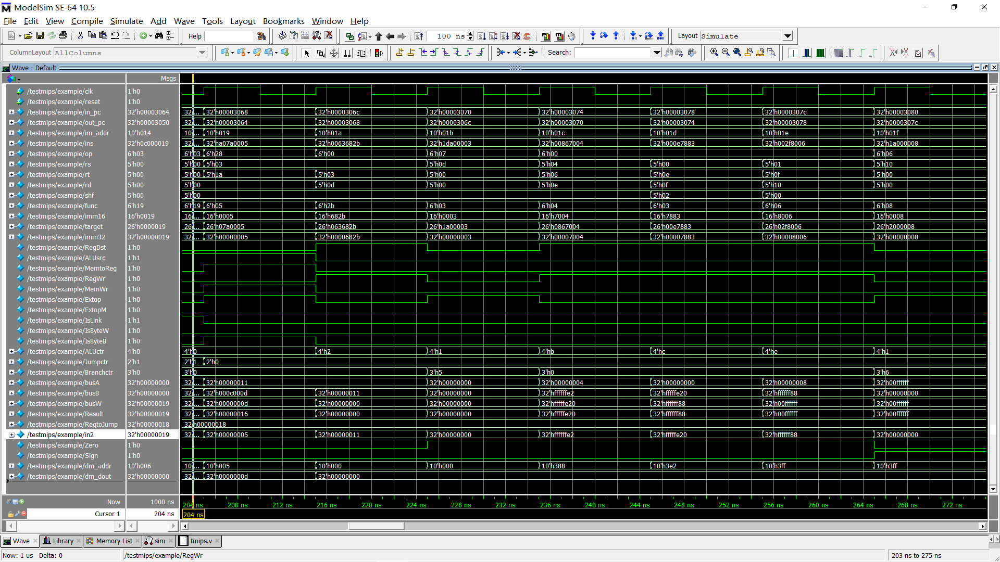 ModelSim SE-64 10.5
File Edit View Compile Simulate Add Wave Tools Layout Bookmarks Window Help
Help 100 ns Layout Simulate
ColumnLayout AllColumns Search:
Wave - Default
Msgs
/testmips/example/clk 1'h0
/testmips/example/reset 1'h0
/testmips/example/in_pc 32'h00003064 32'... 32'h00003068 32'h0000306c 32'h00003070 32'h00003074 32'h00003078 32'h0000307c 32'h00003080
/testmips/example/out_pc 32'h00003050 32'... 32'h00003064 32'h00003068 32'h0000306c 32'h00003070 32'h00003074 32'h00003078 32'h0000307c
/testmips/example/im_addr 10'h014 10'... 10'h019 10'h01a 10'h01b 10'h01c 10'h01d 10'h01e 10'h01f
/testmips/example/ins 32'h0c000019 32'... 32'ha07a0005 32'h0063682b 32'h1da00003 32'h00867004 32'h000e7883 32'h002f8006 32'h1a000008
/testmips/example/op 6'h03 6'h03 6'h28 6'h00 6'h07 6'h00 6'h06
/testmips/example/rs 5'h00 5'h00 5'h03 5'h0d 5'h04 5'h00 5'h01 5'h10
/testmips/example/rt 5'h00 5'h00 5'h1a 5'h03 5'h00 5'h06 5'h0e 5'h0f 5'h00
/testmips/example/rd 5'h00 5'h00 5'h0d 5'h00 5'h0e 5'h0f 5'h10 5'h00
/testmips/example/shf 5'h00 5'h00 5'h02 5'h00
/testmips/example/func 6'h19 6'h19 6'h05 6'h2b 6'h03 6'h04 6'h03 6'h06 6'h08
/testmips/example/imm16 16'h0019 16'... 16'h0005 16'h682b 16'h0003 16'h7004 16'h7883 16'h8006 16'h0008
/testmips/example/target 26'h0000019 26'... 26'h07a0005 26'h063682b 26'h1a00003 26'h0867004 26'h00e7883 26'h02f8006 26'h2000008
/testmips/example/imm32 32'h00000019 32'... 32'h00000005 32'h0000682b 32'h00000003 32'h00007004 32'h00007883 32'h00008006 32'h00000008
/testmips/example/RegDst 1'h0
/testmips/example/ALUsrc 1'h1
/testmips/example/MemtoReg 1'h0
/testmips/example/RegWr 1'h0
/testmips/example/MemWr 1'h0
/testmips/example/Extop 1'h0
/testmips/example/ExtopM 1'h0
/testmips/example/IsLink 1'h1
/testmips/example/IsByteW 1'h0
/testmips/example/IsByteB 1'h0
/testmips/example/ALUctr 4'h0 4'h0 4'h2 4'h1 4'hb 4'hc 4'he 4'h1
/testmips/example/Jumpctr 2'h1 2'h1 2'h0
/testmips/example/Branchctr 3'h0 3'h0 3'h5 3'h0 3'h6
/testmips/example/busA 32'h00000000 32'... 32'h00000011 32'h00000000 32'h00000004 32'h00000000 32'h00000008 32'h00ffffff
/testmips/example/busB 32'h00000000 32'... 32'h000c000d 32'h00000011 32'h00000000 32'hffffffe2 32'hfffffe20 32'hffffff88 32'h00000000
/testmips/example/busW 32'h00000019 32'... 32'h0000000d 32'h00000000 32'h00000000 32'hfffffe20 32'hffffff88 32'h00ffffff 32'h00ffffff
/testmips/example/Result 32'h00000019 32'... 32'h00000016 32'h00000000 32'h00000000 32'hfffffe20 32'hffffff88 32'h00ffffff 32'h00ffffff
/testmips/example/RegtoJump 32'h00000018 32'h00000018
/testmips/example/in2 32'h00000019 32'... 32'h00000005 32'h00000011 32'h00000000 32'hffffffe2 32'hfffffe20 32'hffffff88 32'h00000000
/testmips/example/Zero 1'h0
/testmips/example/Sign 1'h0
/testmips/example/dm_addr 10'h006 10'... 10'h005 10'h000 10'h000 10'h388 10'h3e2 10'h3ff 10'h3ff
/testmips/example/dm_dout 32'h00000000 32'... 32'h0000000d 32'h00000000
Now 1000 ns 204 ns 208 ns 212 ns 216 ns 220 ns 224 ns 228 ns 232 ns 236 ns 240 ns 244 ns 248 ns 252 ns 256 ns 260 ns 264 ns 268 ns 272 ns
Cursor 1 204 ns 204 ns
Wave Library Memory List sim tmips.v
Now: 1 us Delta: 0 /testmips/example/RegWr 203 ns to 275 ns